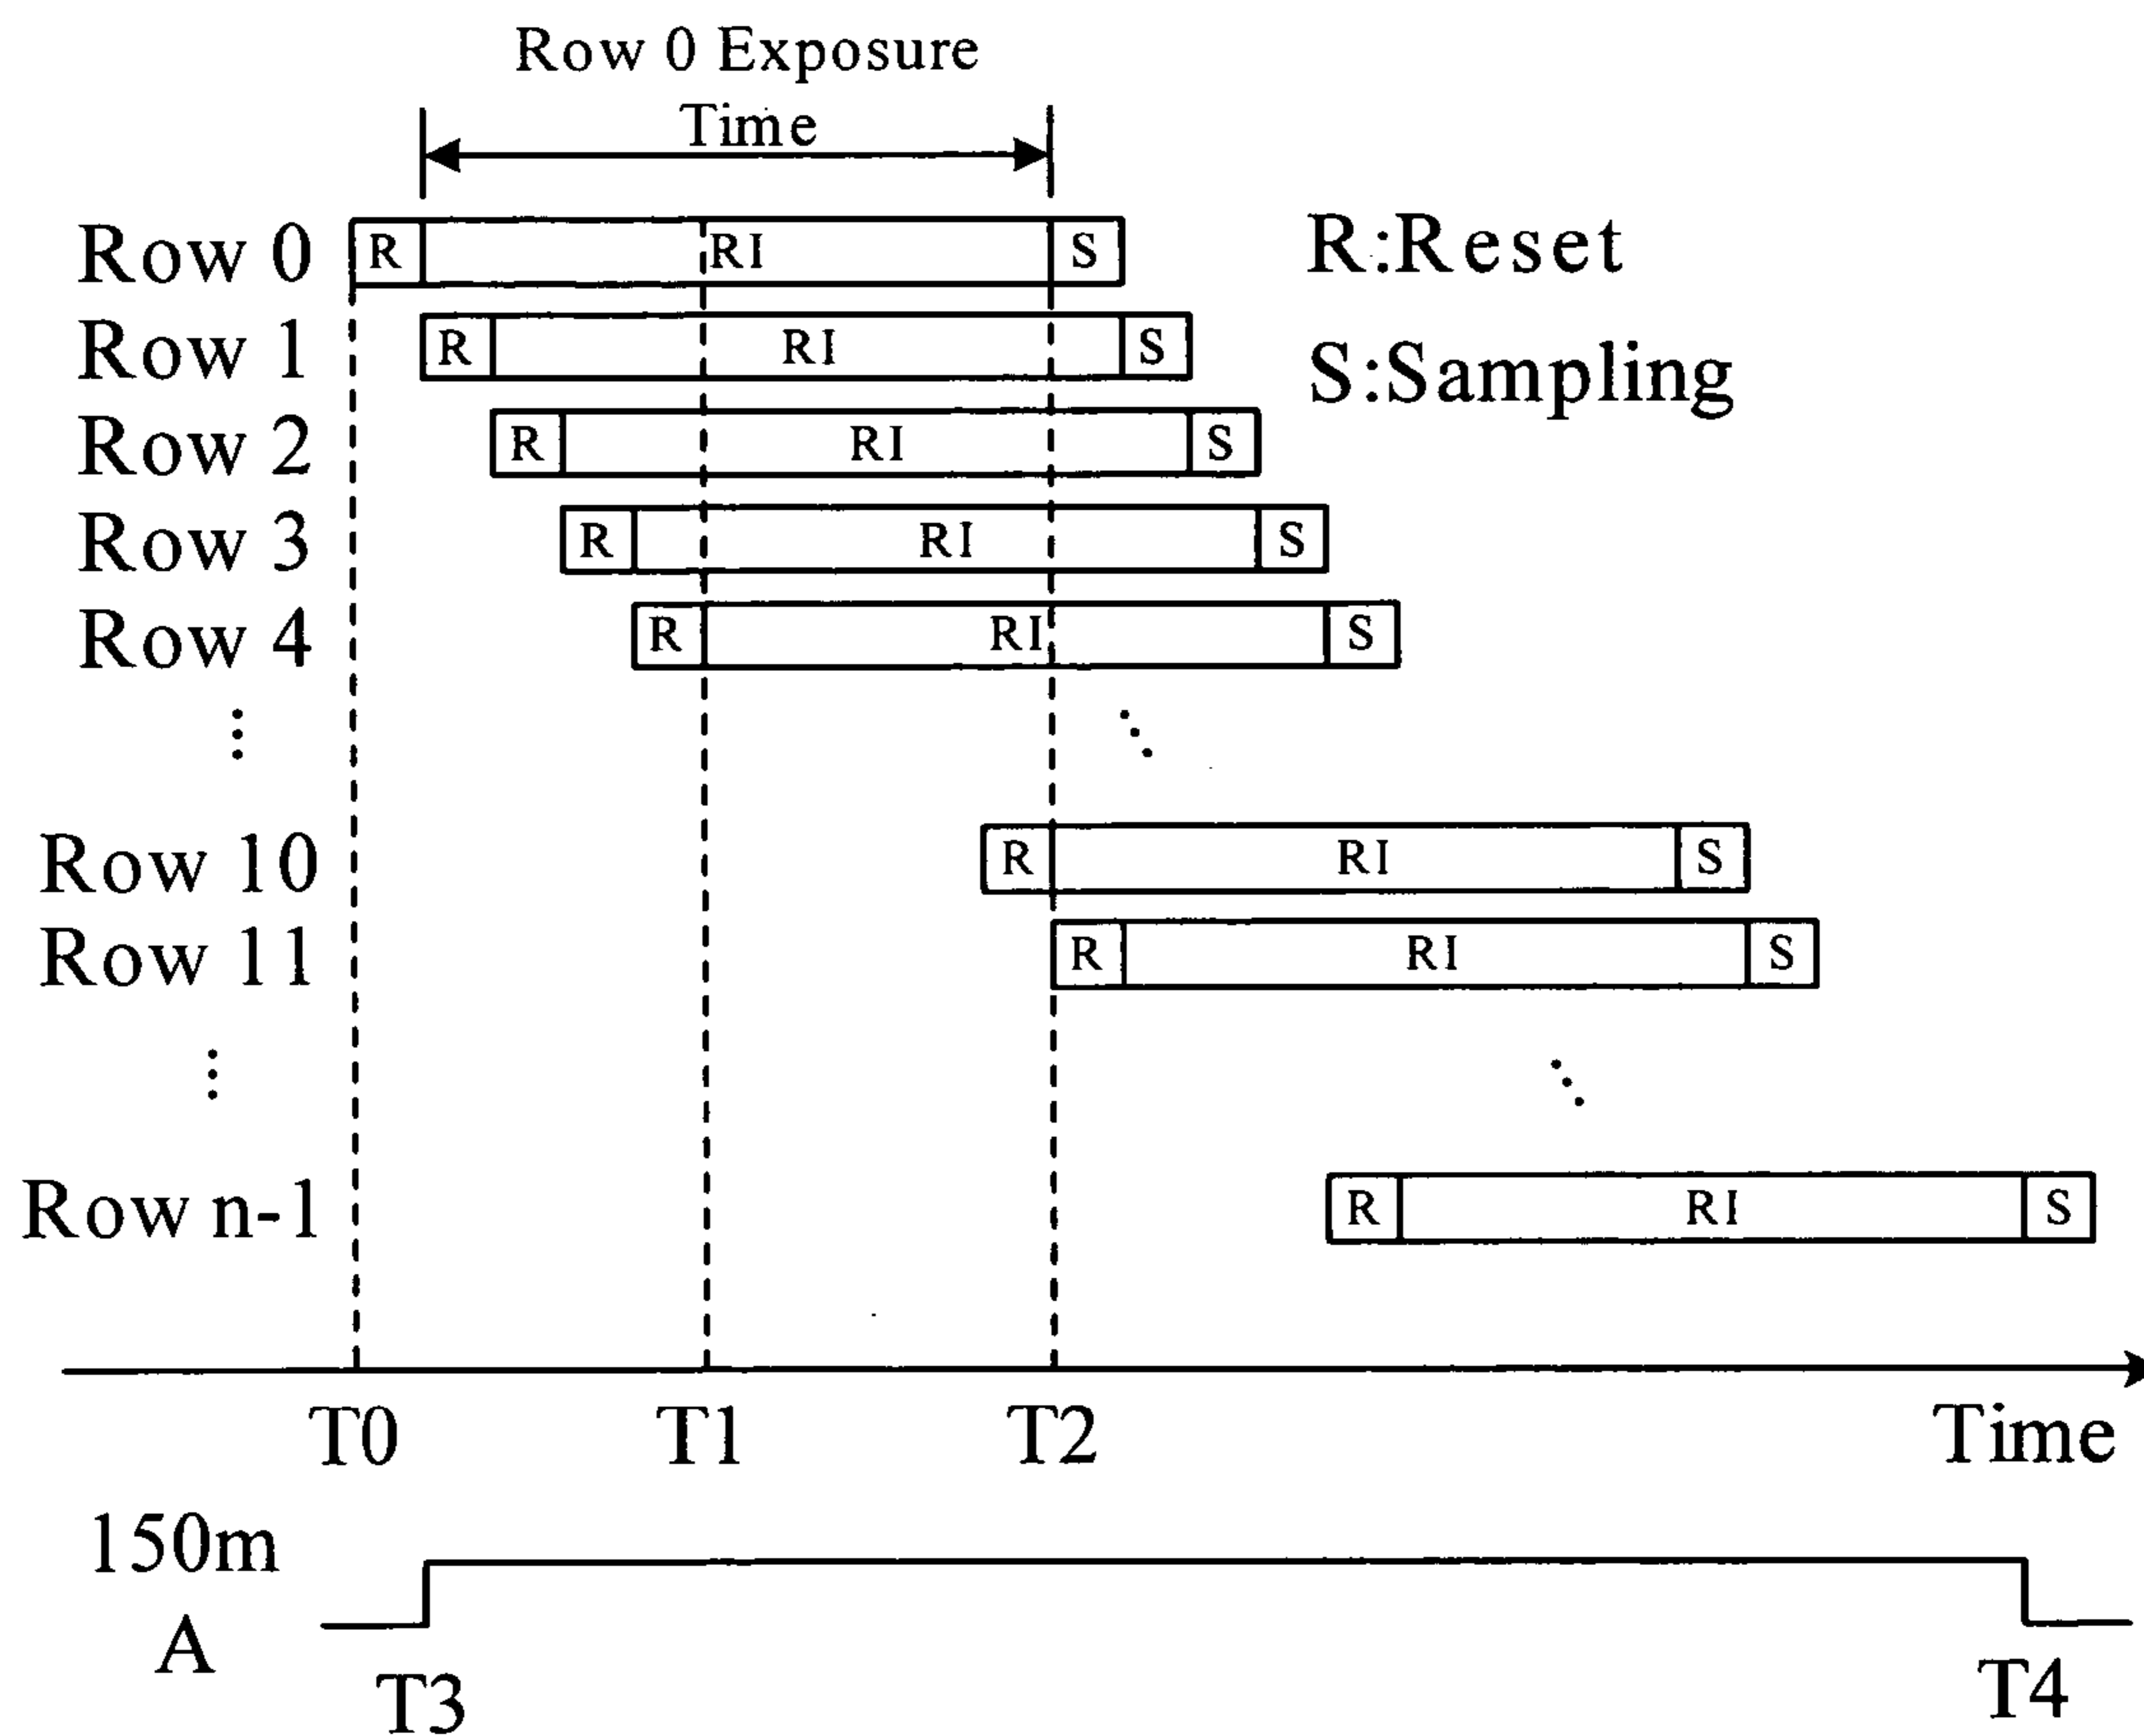 Row 0 Exposure
Time
Row 0 R RI S R:Reset
Row 1 R RI S S:Sampling
Row 2 R RI S
Row 3 R RI S
Row 4 R RI S
Row 10 R RI S
Row 11 R RI S
Row n-1 R RI S
T0 T1 T2 Time
150m
A
T3 T4